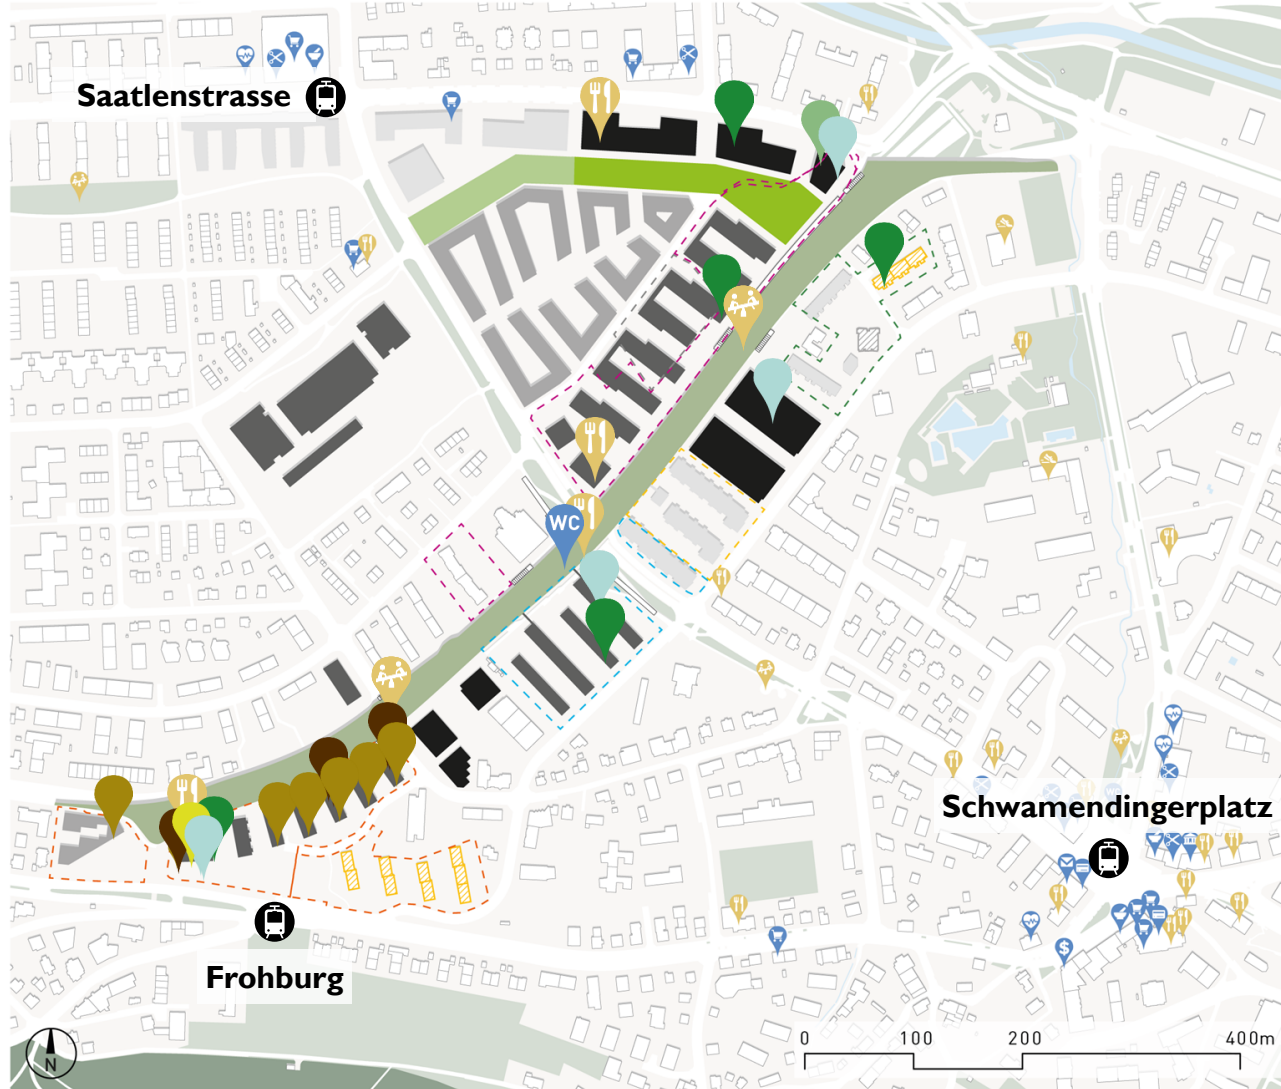 Saatlenstrasse
WC
Schwamendingerplatz
$
Frohburg
N
0 100 200 400m